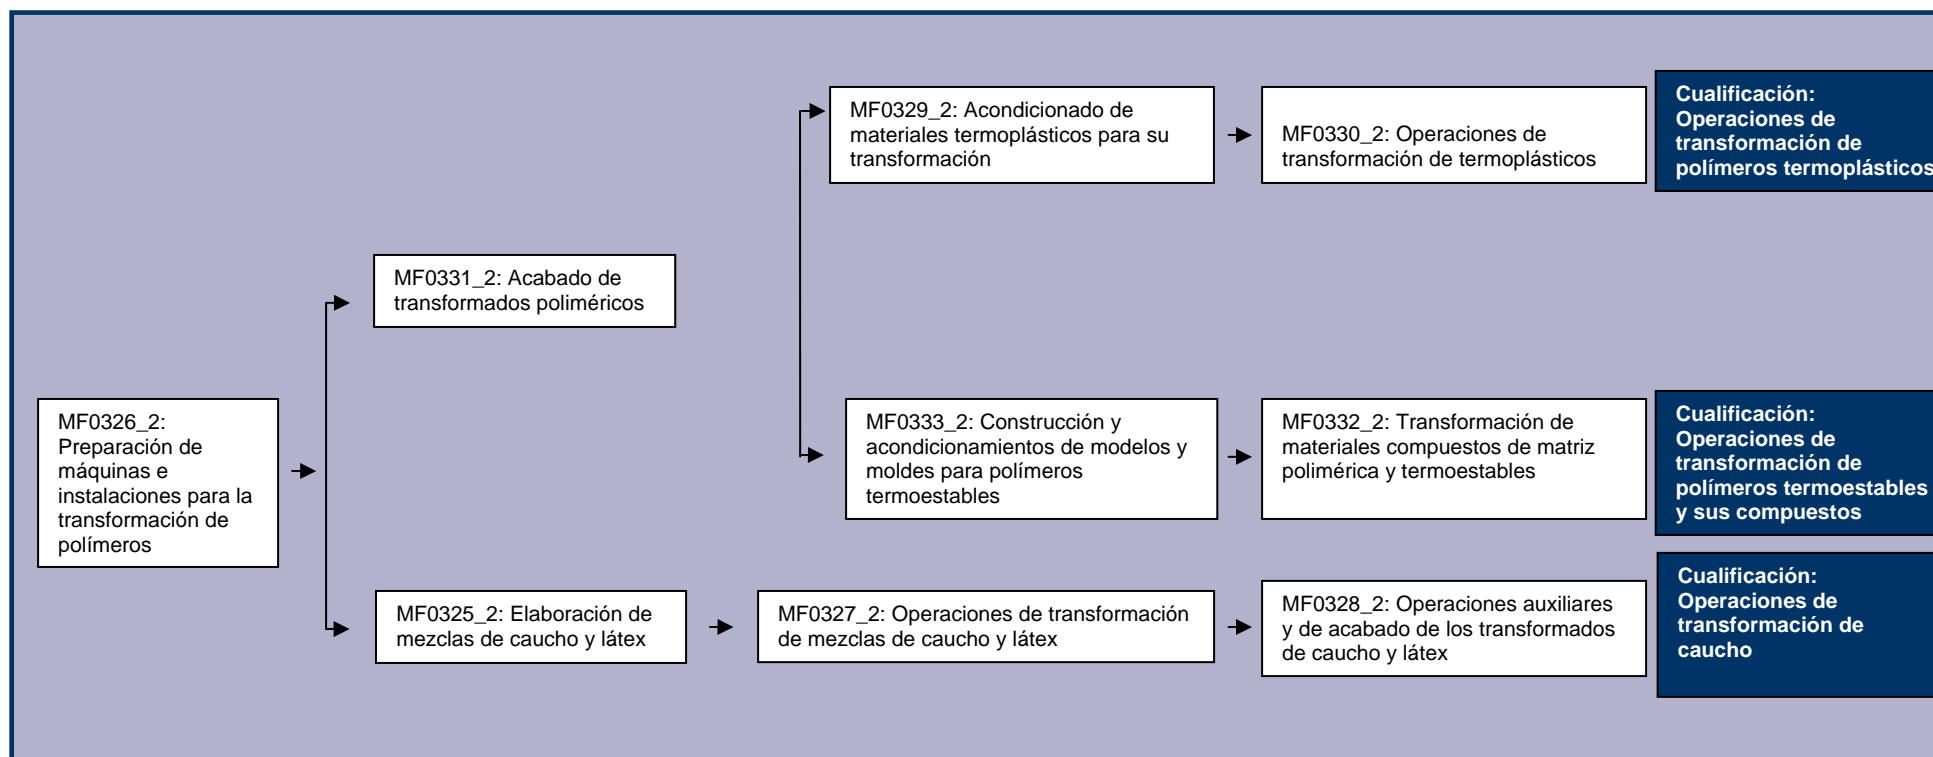 MF0329_2: Acondicionado de
materiales termoplásticos para su
transformación
MF0330_2: Operaciones de
transformación de termoplásticos
Cualificación:
Operaciones de
transformación de
polímeros termoplásticos
MF0331_2: Acabado de
transformados poliméricos
MF0326_2:
Preparación de
máquinas e
instalaciones para la
transformación de
polímeros
MF0333_2: Construcción y
acondicionamientos de modelos y
moldes para polímeros
termoestables
MF0332_2: Transformación de
materiales compuestos de matriz
polimérica y termoestables
Cualificación:
Operaciones de
transformación de
polímeros termoestables
y sus compuestos
MF0325_2: Elaboración de
mezclas de caucho y látex
MF0327_2: Operaciones de transformación
de mezclas de caucho y látex
MF0328_2: Operaciones auxiliares
y de acabado de los transformados
de caucho y látex
Cualificación:
Operaciones de
transformación de
caucho